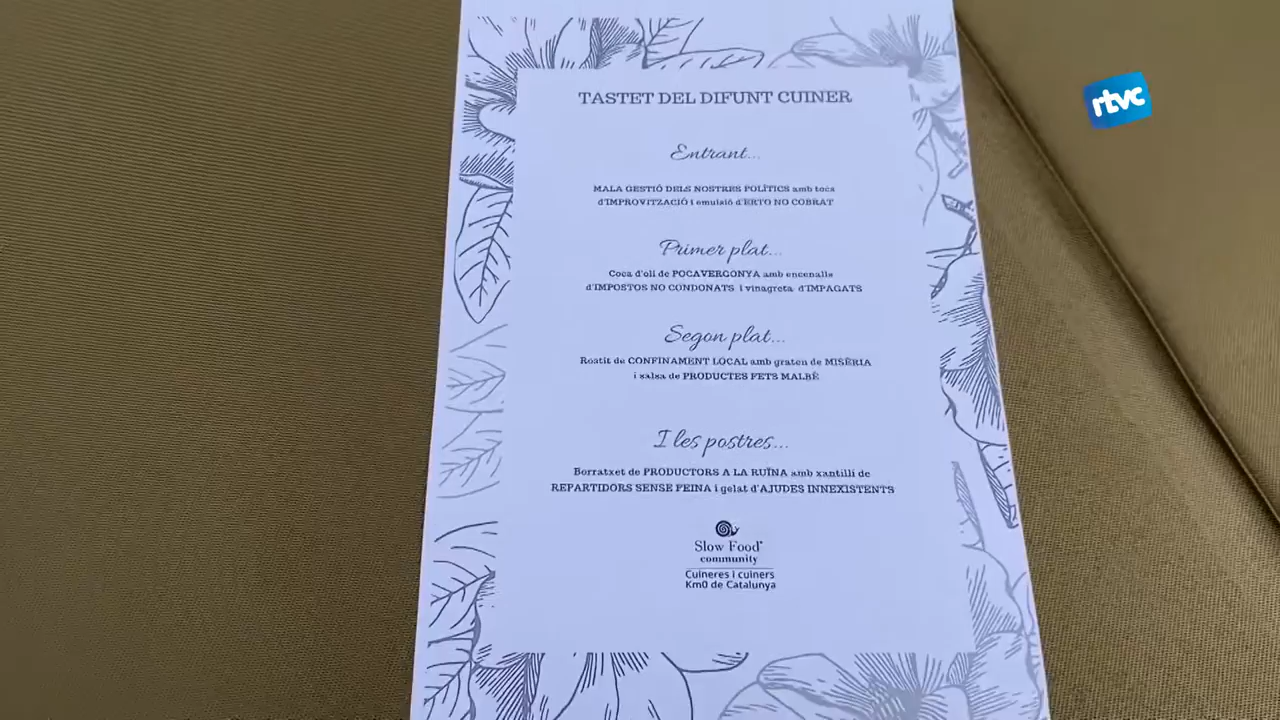 rtvc
TASTET DEL DIFUNT CUINER
Entrant...
MALA GESTIÓ DELS NOSTRES POLÍTICS amb tocs
d'IMPROVITZACIÓ i emulsió d'ERTO NO COBRAT
Primer plat...
Coca d'oli de POCAVERGONYA amb encenalls
d'IMPOSTOS NO CONDONATS i vinagreta d'IMPAGATS
Segon plat...
Rostit de CONFINAMENT LOCAL amb graten de MISÈRIA
i salsa de PRODUCTES FETS MALBÉ
I les postres...
Borratxet de PRODUCTORS A LA RUÏNA amb xantilli de
REPARTIDORS SENSE FEINA i gelat d'AJUDES INNEXISTENTS
Slow Food®
community
Cuineres i cuiners
Km0 de Catalunya